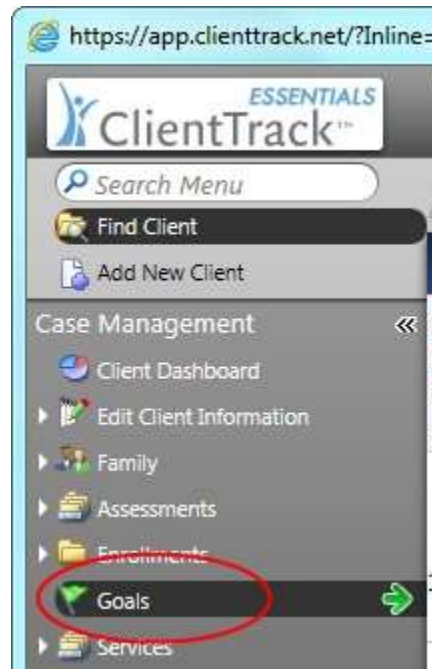 https://app.clienttrack.net/?Inline=
ESSENTIALS
ClientTrack™
Search Menu
Find Client
Add New Client
Case Management
Client Dashboard
Edit Client Information
Family
Assessments
Enrollments
Goals
Services